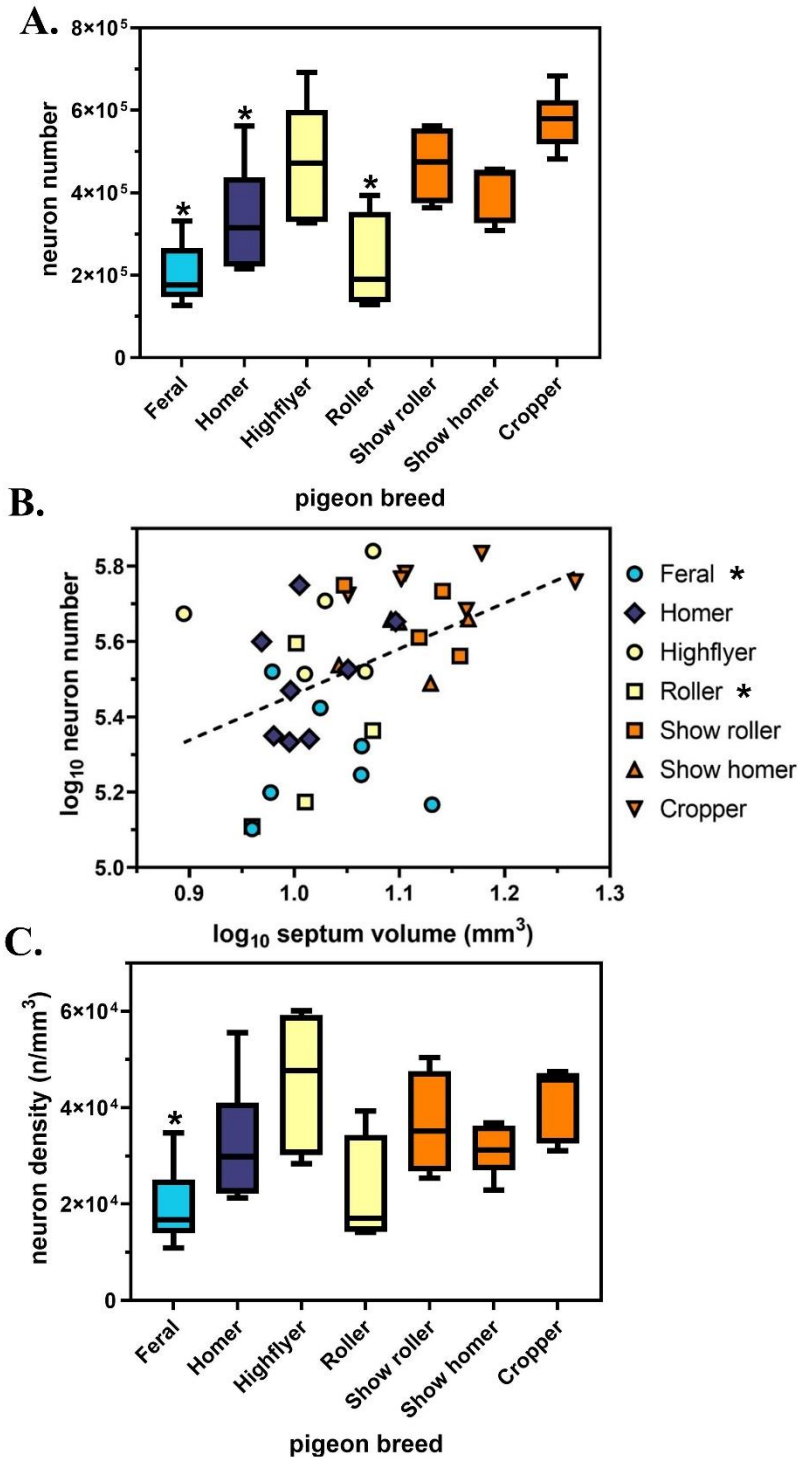 A.
8×10⁵
6×10⁵
4×10⁵
2×10⁵
0
neuron number
* * *
Feral
Homer
Highflyer
Roller
Show roller
Show homer
Cropper
pigeon breed
B.
5.8
5.6
5.4
5.2
5.0
log₁₀ neuron number
0.9 1.0 1.1 1.2 1.3
log₁₀ septum volume (mm³)
Feral *
Homer
Highflyer
Roller *
Show roller
Show homer
Cropper
C.
6×10⁴
4×10⁴
2×10⁴
0
neuron density (n/mm³)
*
Feral
Homer
Highflyer
Roller
Show roller
Show homer
Cropper
pigeon breed